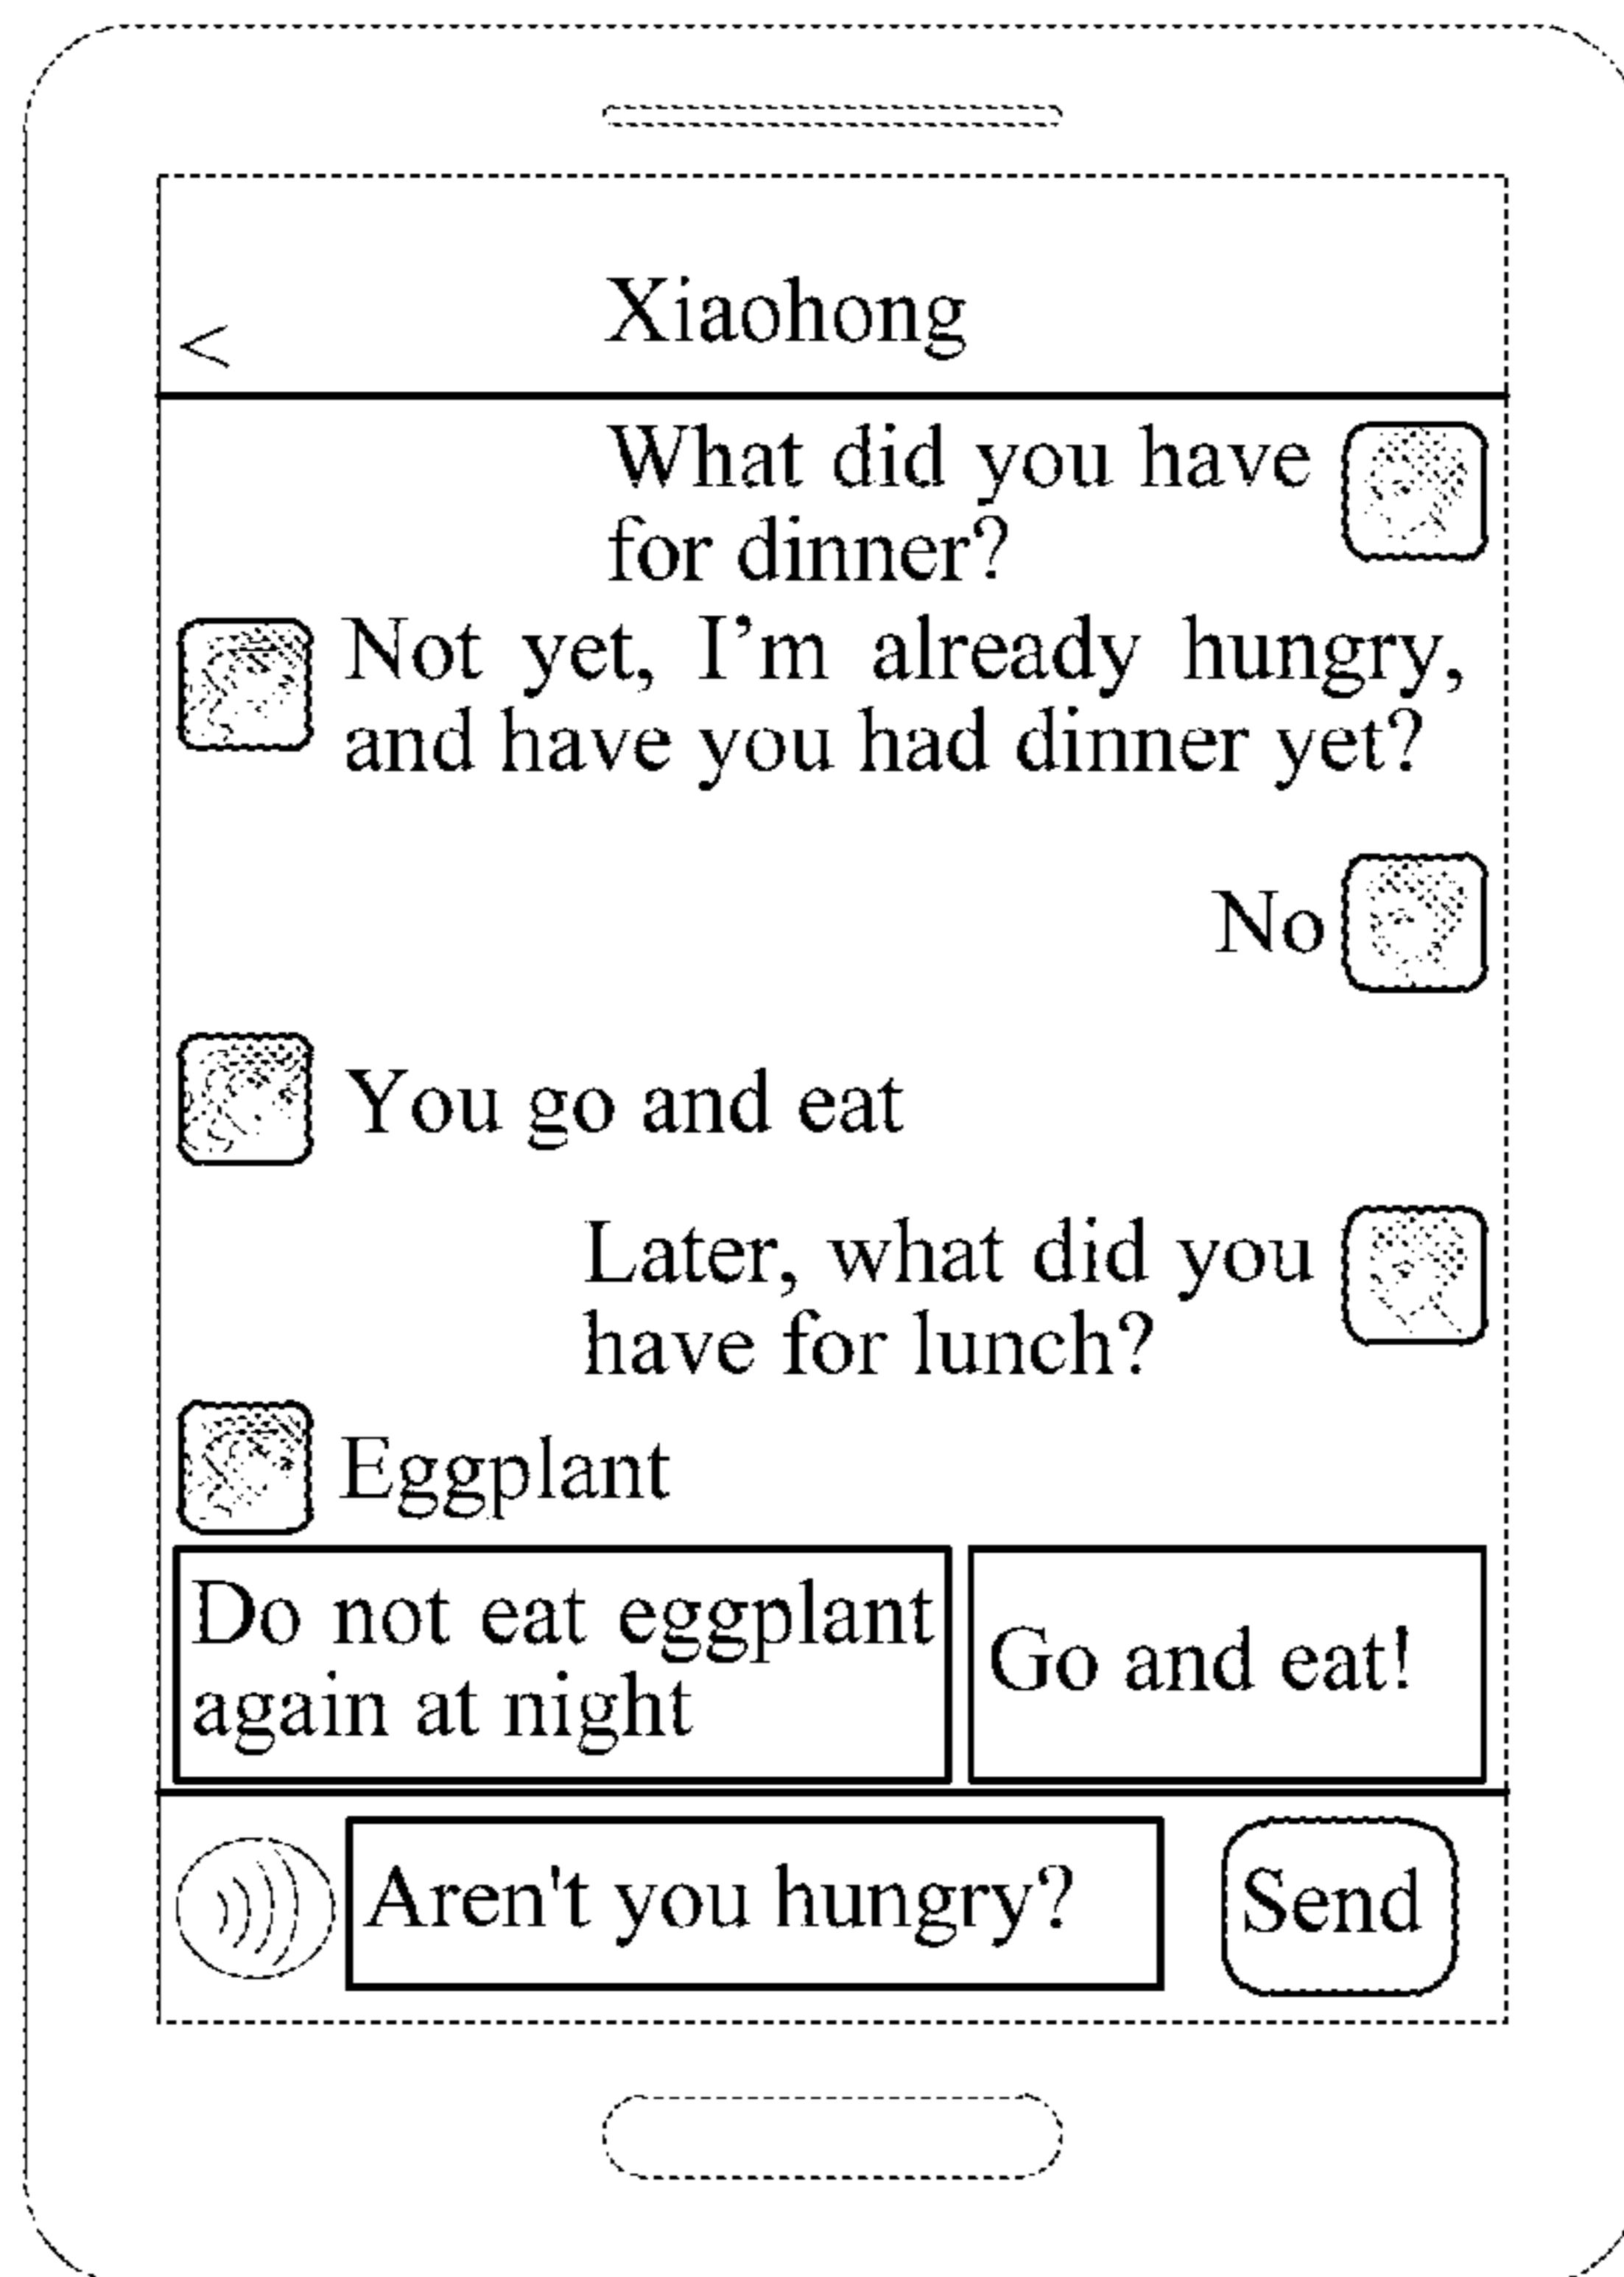 Xiaohong
<
What did you have
for dinner?
Not yet, I’m already hungry,
and have you had dinner yet?
No
You go and eat
Later, what did you
have for lunch?
Eggplant
Do not eat eggplant
again at night
Go and eat!
Aren't you hungry?
Send